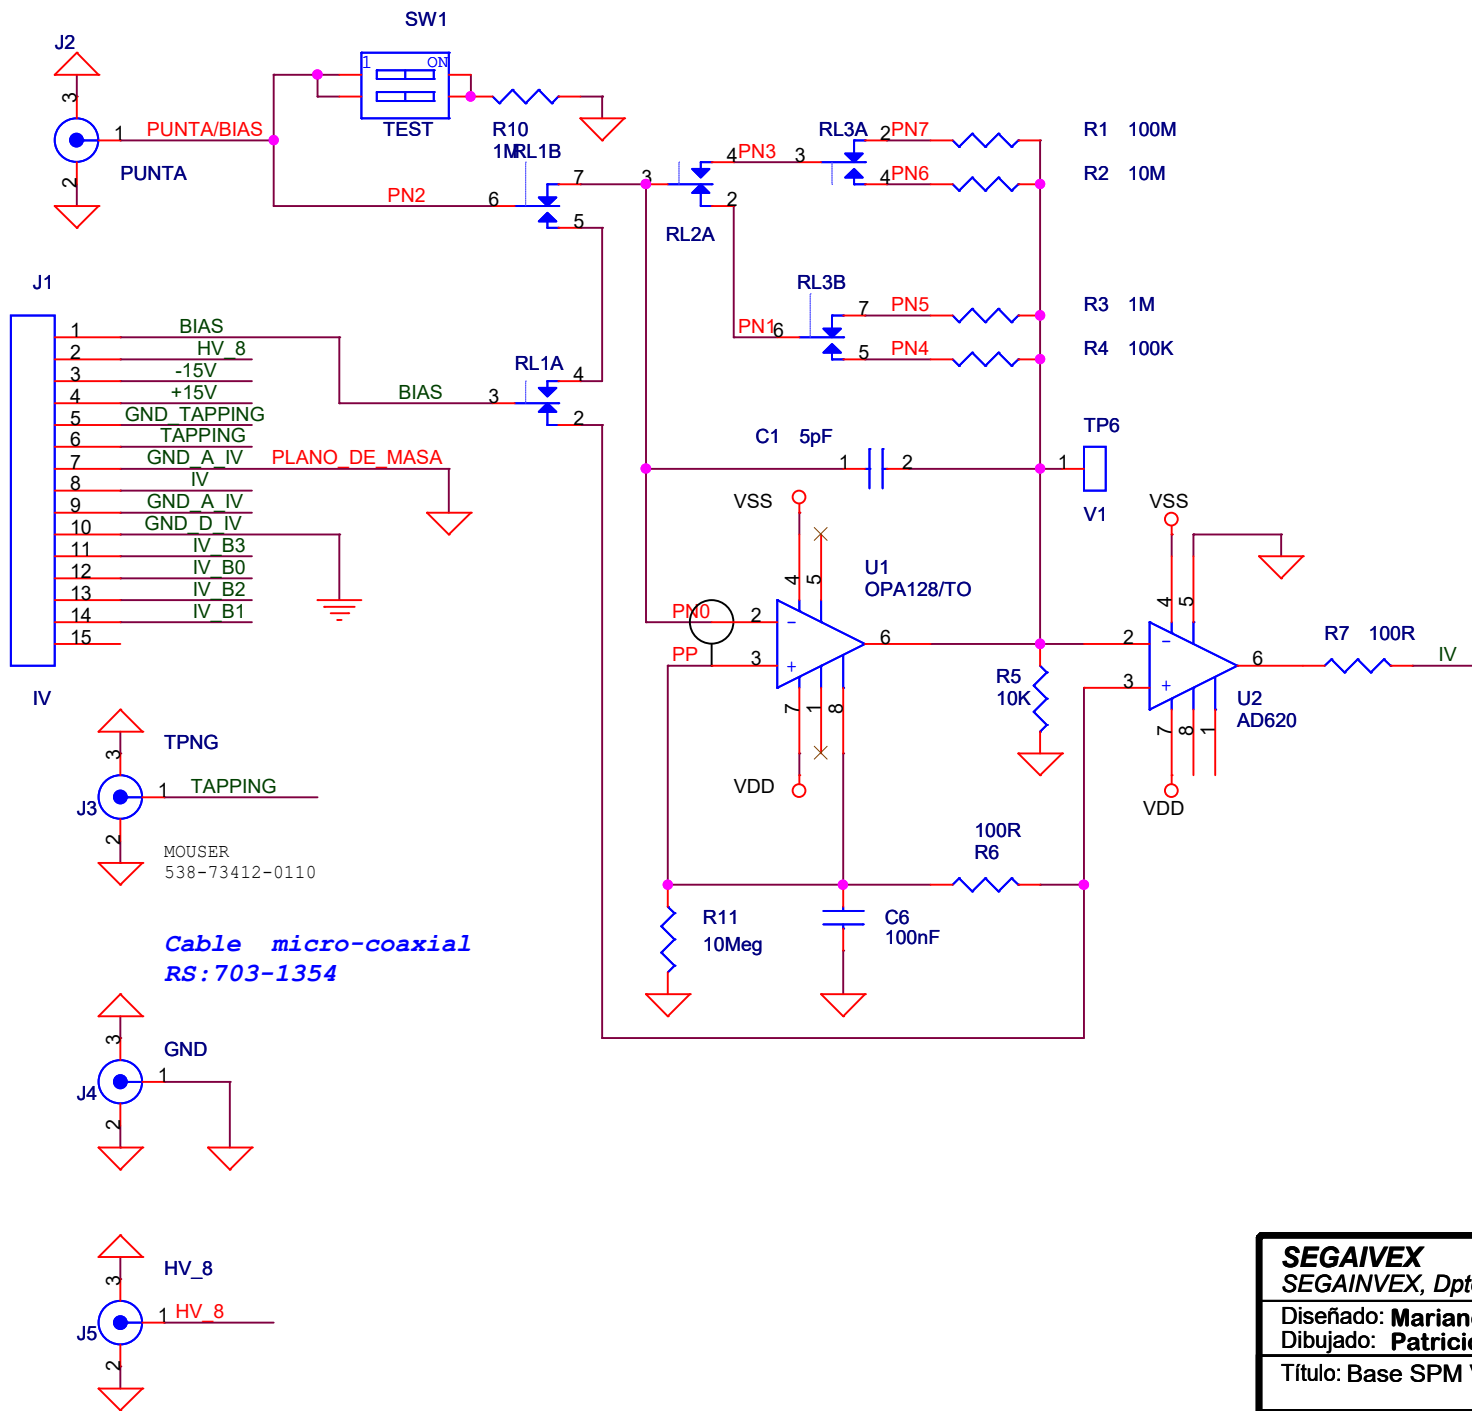 SW1
J2
1 ON
3
1 PUNTA/BIAS
TEST
R10
1M
RL1B
2
PUNTA
PN2
6
7
5
3
RL2A
4 PN3
2
3
RL3A
2 PN7
4 PN6
R1 100M
R2 10M
J1
RL3B
PN1 6
7 PN5
5 PN4
R3 1M
R4 100K
1 BIAS
2 HV_8
3 -15V
4 +15V
5 GND_TAPPING
6 TAPPING
7 GND_A_IV PLANO_DE_MASA
8 IV
9 GND_A_IV
10 GND_D_IV
11 IV_B3
12 IV_B0
13 IV_B2
14 IV_B1
15
IV
BIAS
RL1A
3
4
2
C1 5pF
1 2
TP6
1
V1
VSS
4 5
U1
OPA128/TO
PN0 2 −
PP 3 +
6
7 1 8
VDD
VSS
4 5
2 −
3 +
6
R7 100R
IV
R5
10K
U2
AD620
7 8 1
VDD
100R
R6
R11
10Meg
C6
100nF
TPNG
3
J3
1 TAPPING
2
MOUSER
538-73412-0110
Cable micro-coaxial
RS:703-1354
3
GND
J4
1
2
HV_8
3
J5
1 HV_8
2
SEGAIVEX
SEGAINVEX, Dpt
Diseñado: Marian
Dibujado: Patrici
Título: Base SPM